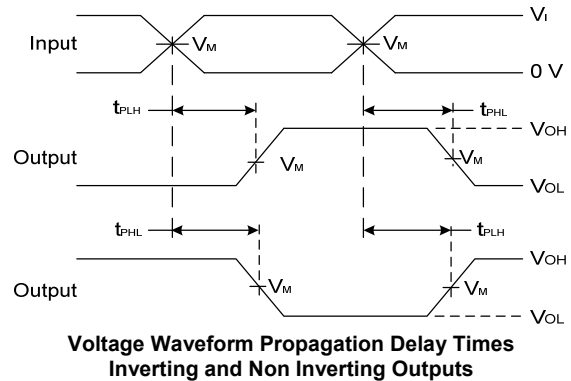 VI
Input VM VM
0 V
tPLH tPHL
VOH
Output VM VM
VOL
tPHL tPLH
VOH
Output VM VM
VOL
Voltage Waveform Propagation Delay Times
Inverting and Non Inverting Outputs